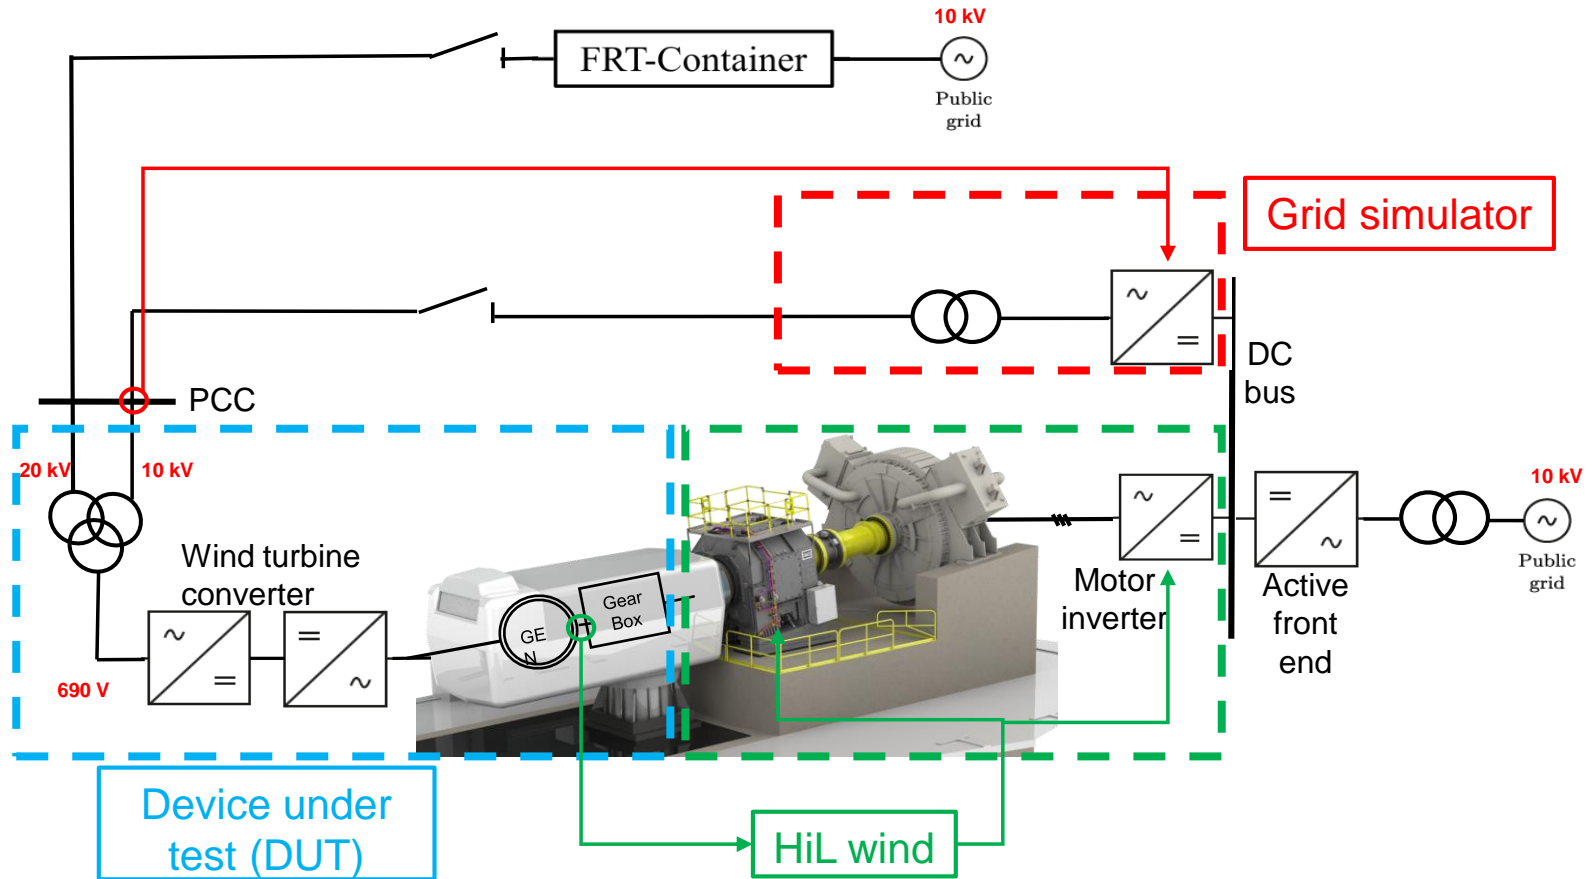 10 kV
FRT-Container
Public
grid
Grid simulator
DC
bus
PCC
20 kV
10 kV
10 kV
Wind turbine
converter
Gear
Box
GE
N
Motor
inverter
Active
front
end
Public
grid
690 V
Device under
test (DUT)
HiL wind